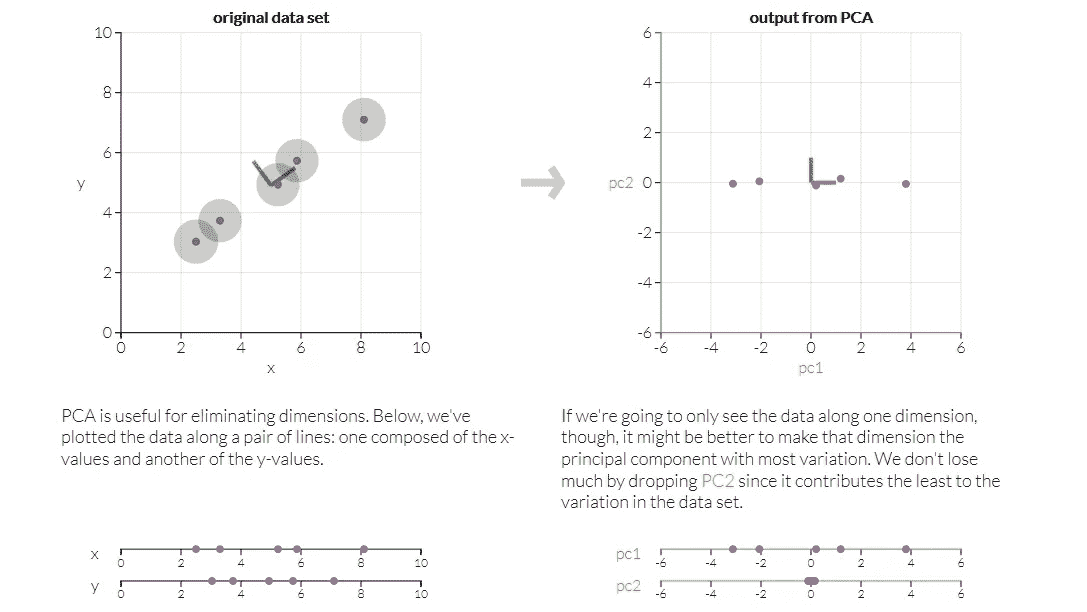 original data set
10
8
6
y
4
2
0
0 2 4 6 8 10
x
output from PCA
6
4
2
pc2 0
-2
-4
-6
-6 -4 -2 0 2 4 6
pc1
PCA is useful for eliminating dimensions. Below, we've
plotted the data along a pair of lines: one composed of the x-
values and another of the y-values.
If we're going to only see the data along one dimension,
though, it might be better to make that dimension the
principal component with most variation. We don't lose
much by dropping PC2 since it contributes the least to the
variation in the data set.
x
0 2 4 6 8 10
y
0 2 4 6 8 10
pc1
-6 -4 -2 0 2 4 6
pc2
-6 -4 -2 0 2 4 6